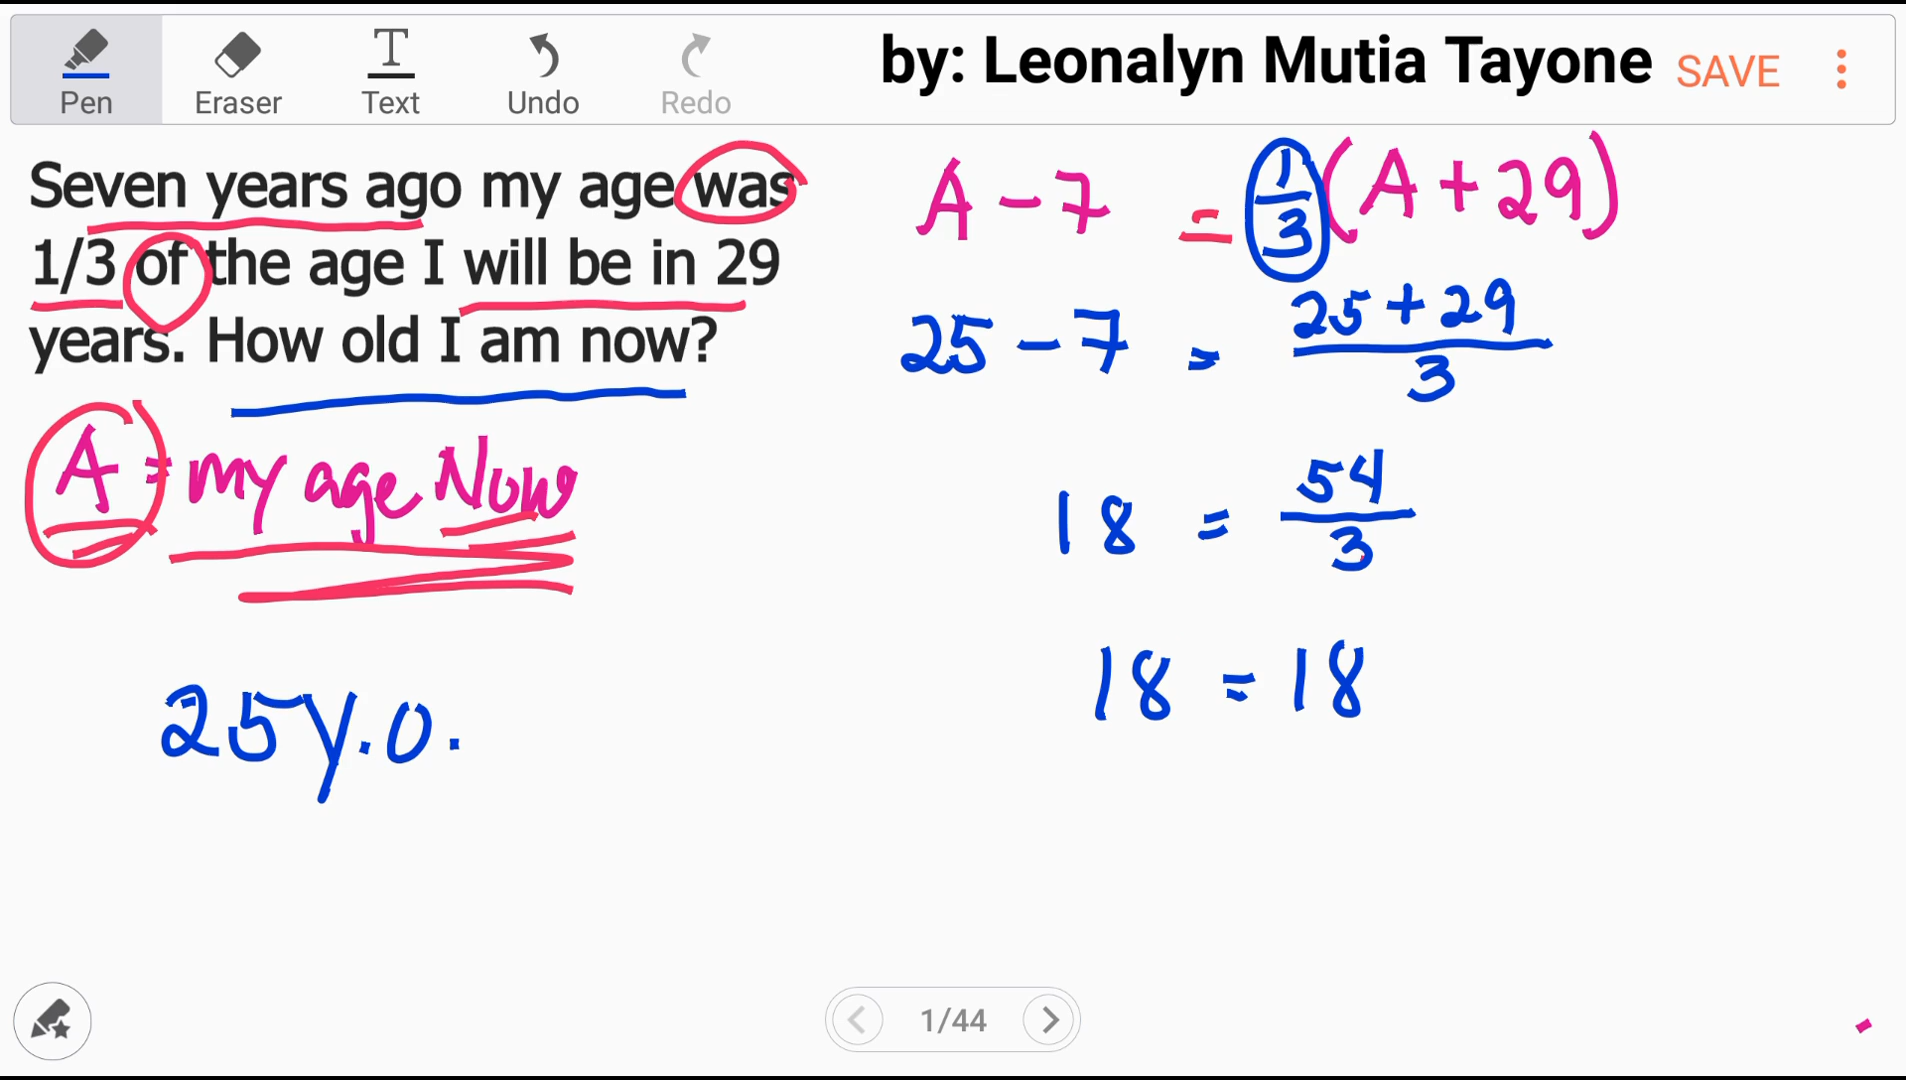 Pen
Eraser
Text
Undo
Redo
by: Leonalyn Mutia Tayone
SAVE
Seven years ago my age was
1/3 of the age I will be in 29
years. How old I am now?
A = my age Now
25 y.o.
A - 7 = 1/3 (A + 29)
25 - 7 = 25 + 29 / 3
18 = 54 / 3
18 = 18
1/44